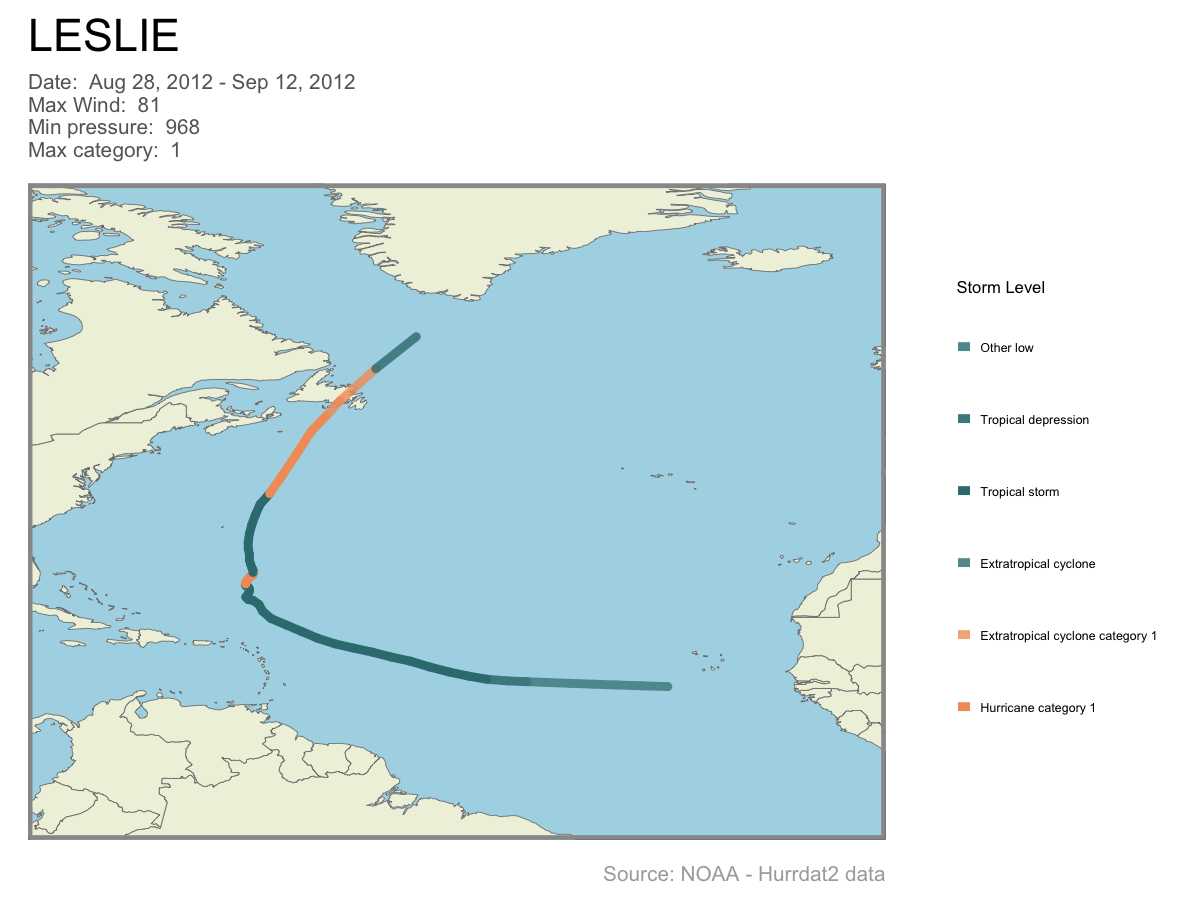 LESLIE
Date:  Aug 28, 2012 - Sep 12, 2012
Max Wind:  81
Min pressure:  968
Max category:  1
Storm Level
Other low
Tropical depression
Tropical storm
Extratropical cyclone
Extratropical cyclone category 1
Hurricane category 1
Source: NOAA - Hurrdat2 data